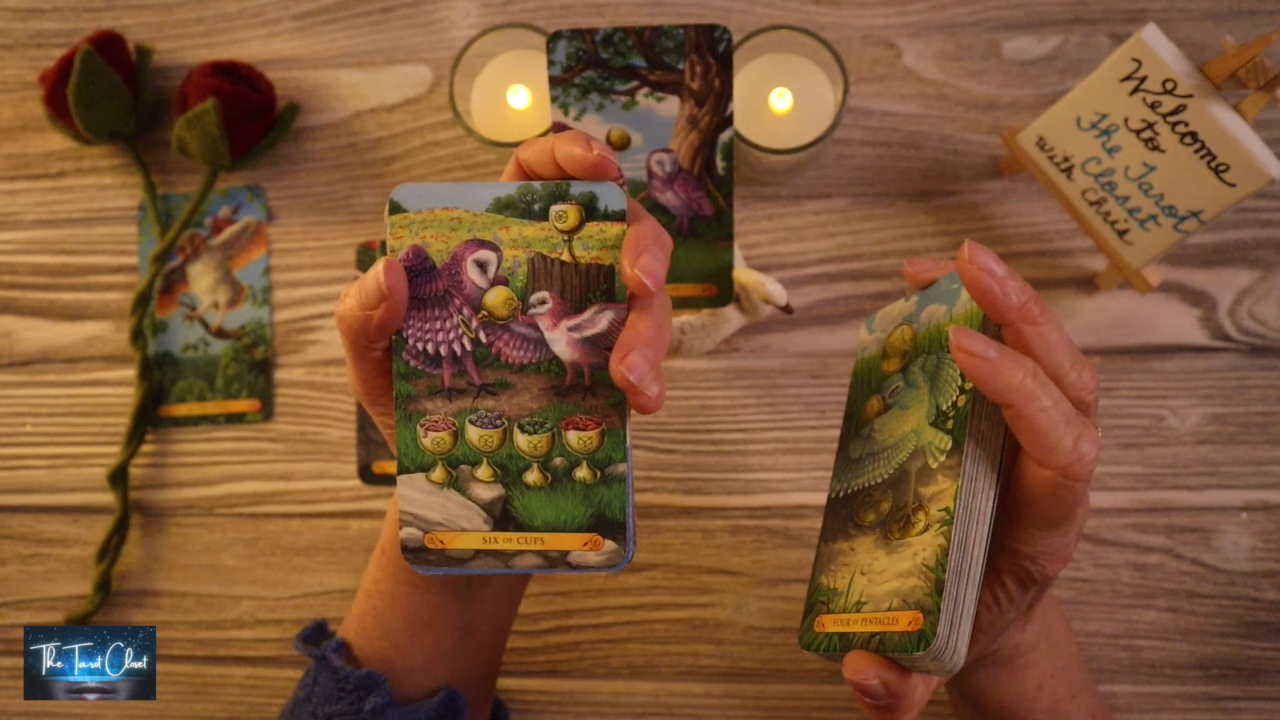 Welcome
to
The Tarot
Closet
with Chris
SIX OF CUPS
FOUR OF PENTACLES
The Tarot Closet